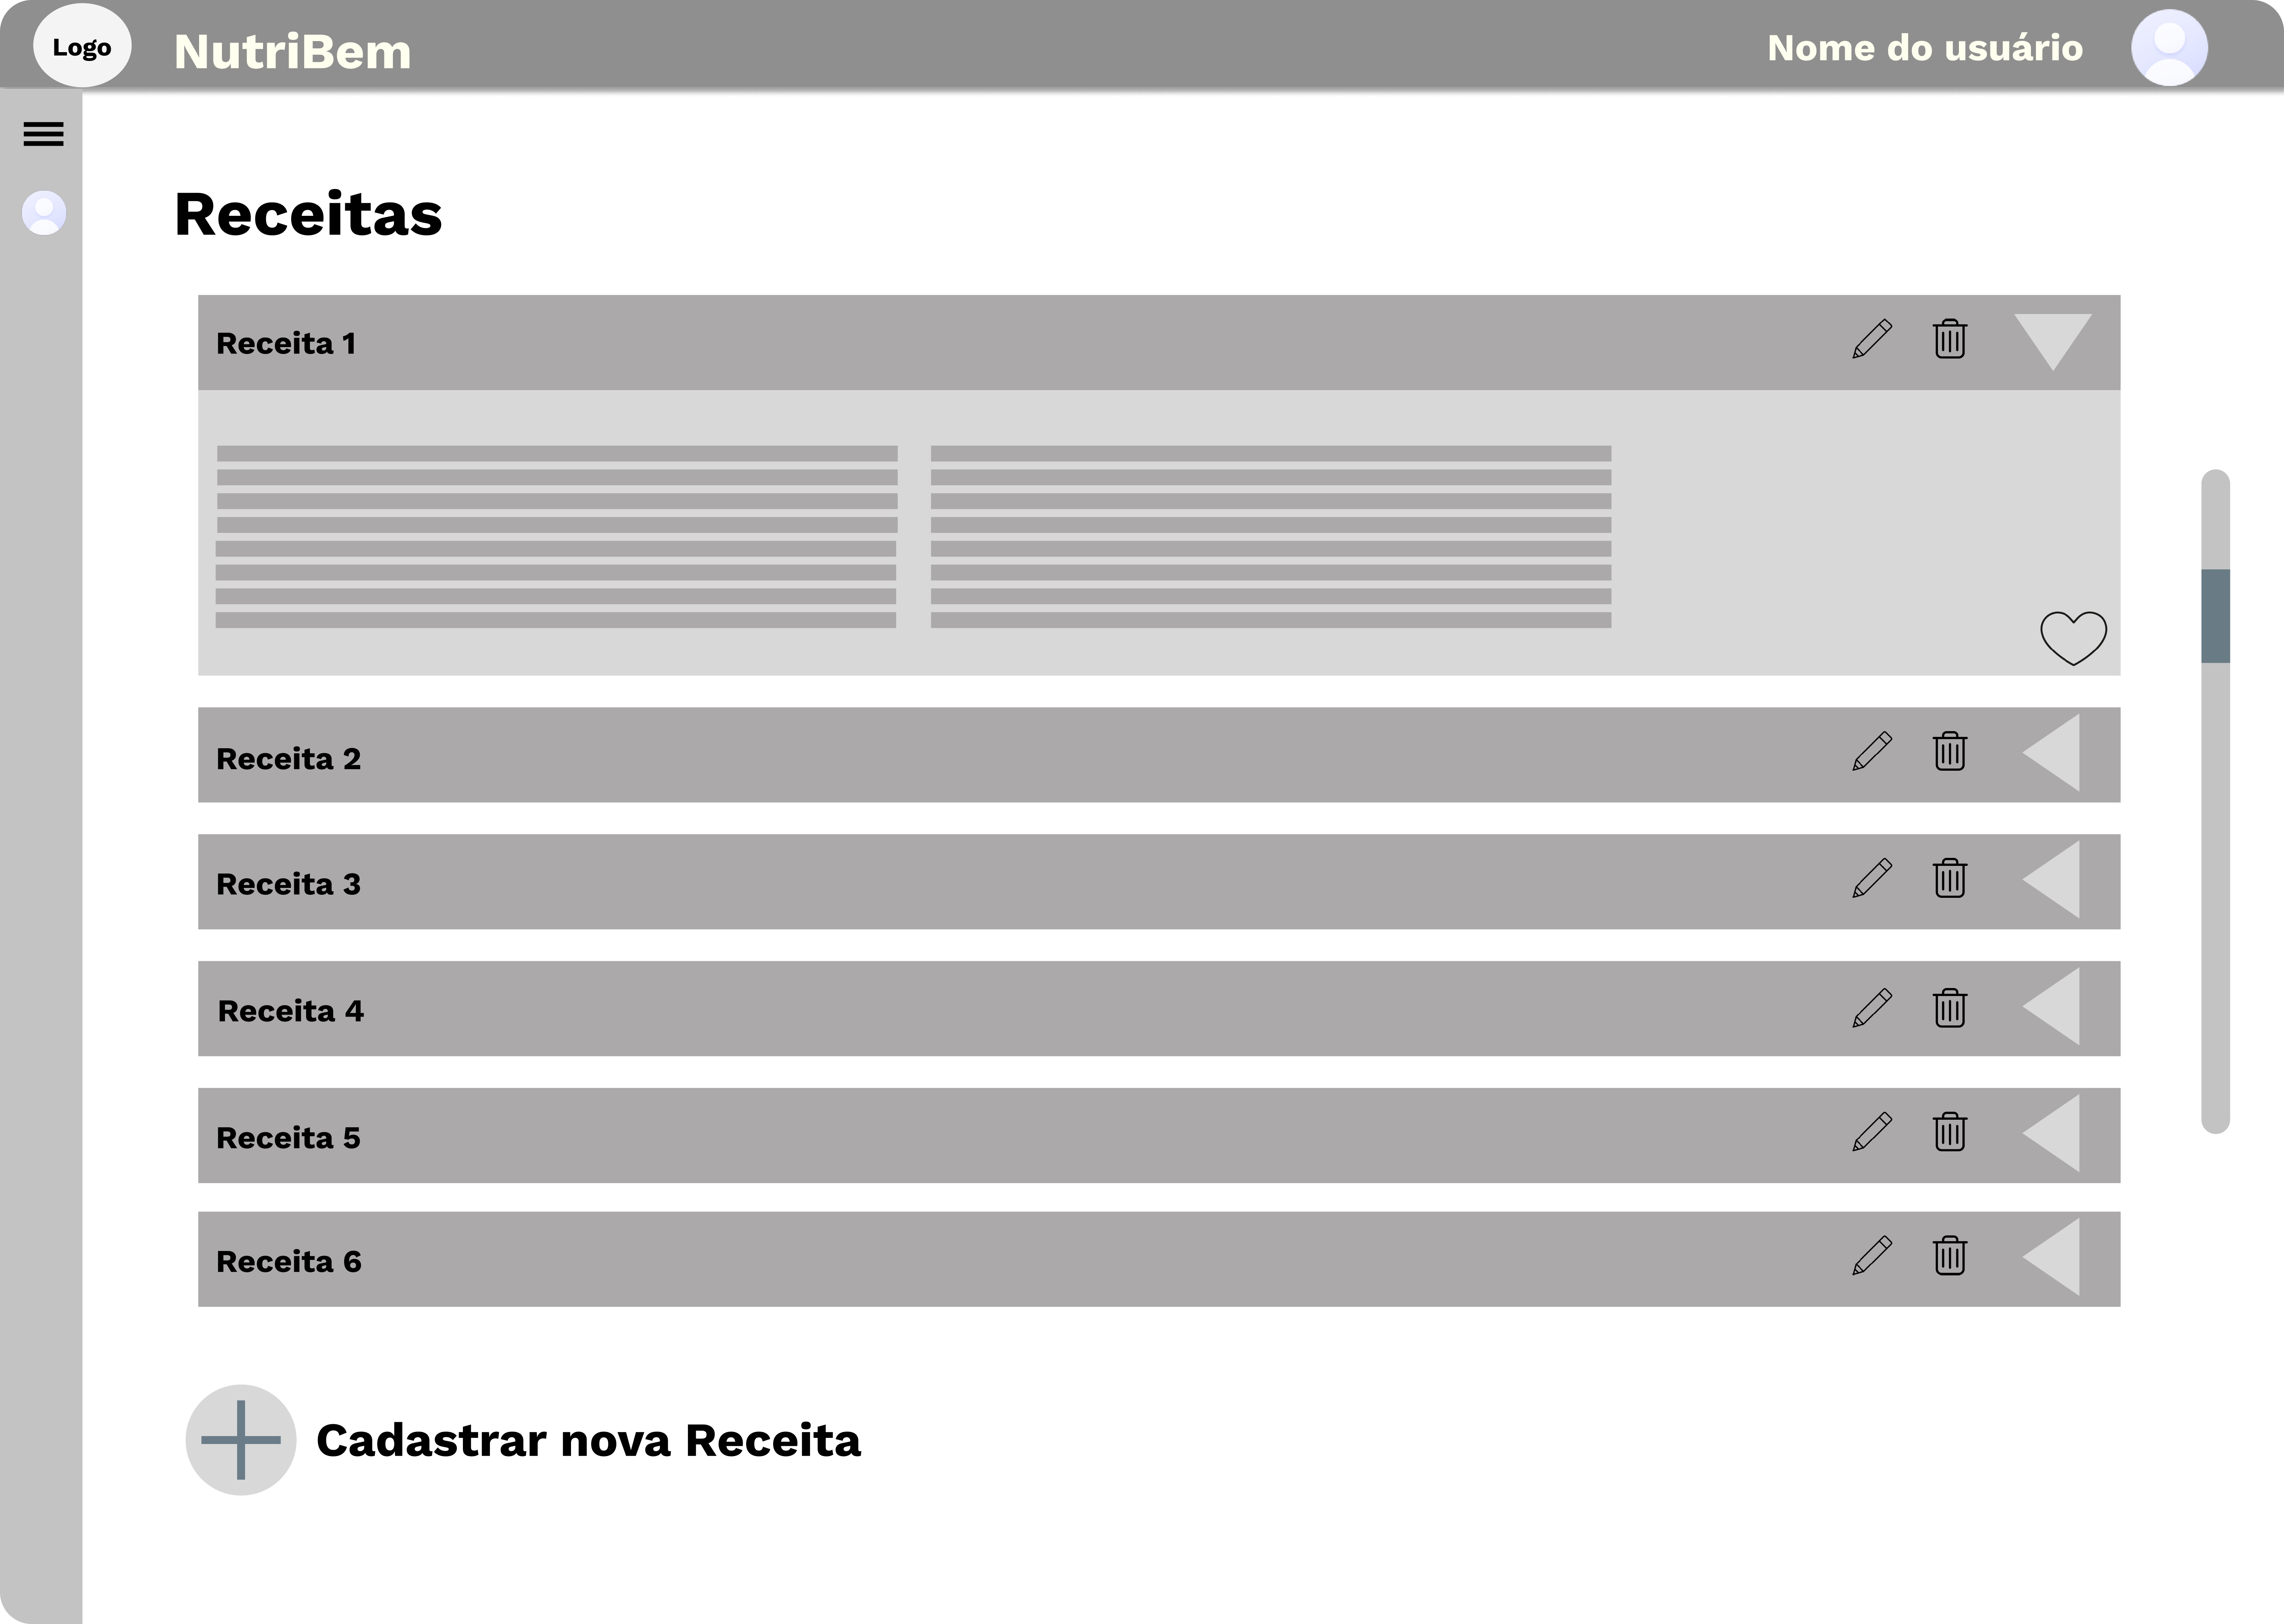 Logo
NutriBem
Nome do usuário
Receitas
Receita 1
Receita 2
Receita 3
Receita 4
Receita 5
Receita 6
Cadastrar nova Receita